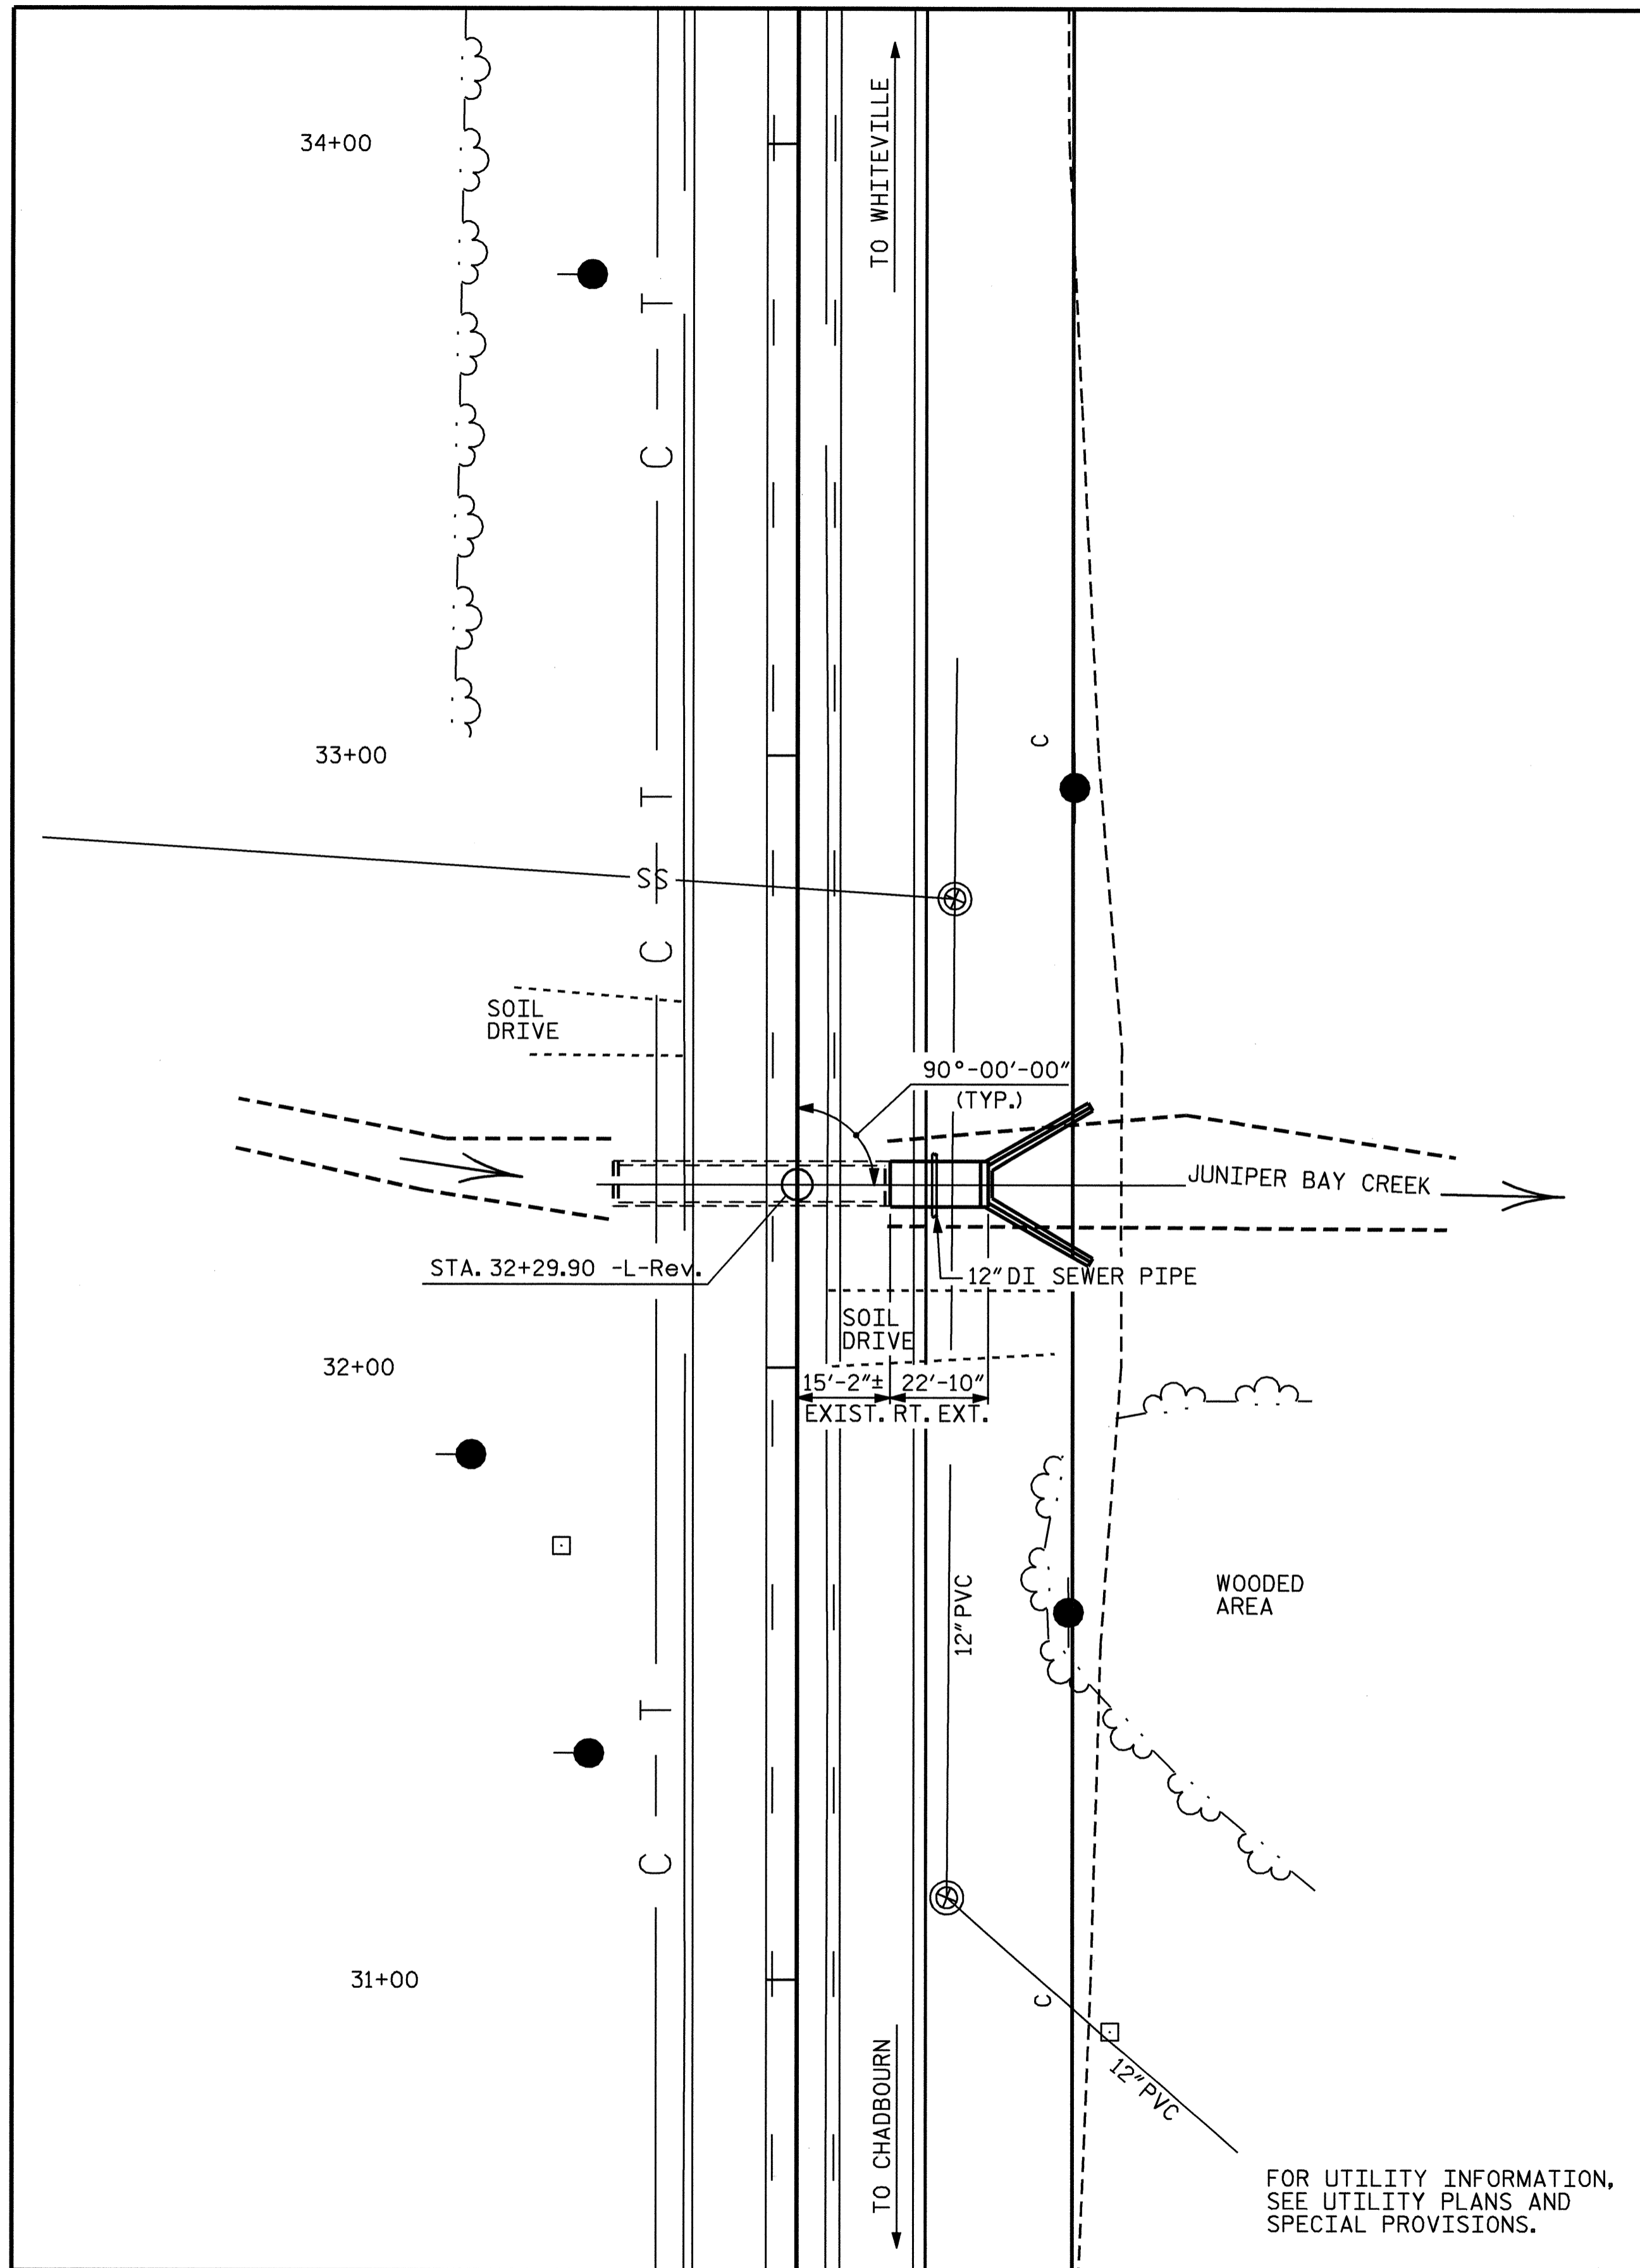 34+00
TO WHITEVILLE
T
C
33+00
C
T
SS
C
SOIL
DRIVE
90°-00'-00"
(TYP.)
JUNIPER BAY CREEK
STA. 32+29.90 -L-Rev.
12" DI SEWER PIPE
SOIL
DRIVE
32+00
15'-2"± 22'-10"
EXIST. RT. EXT.
12" PVC
WOODED
AREA
T
C
31+00
C
TO CHADBOURN
12" PVC
FOR UTILITY INFORMATION,
SEE UTILITY PLANS AND
SPECIAL PROVISIONS.